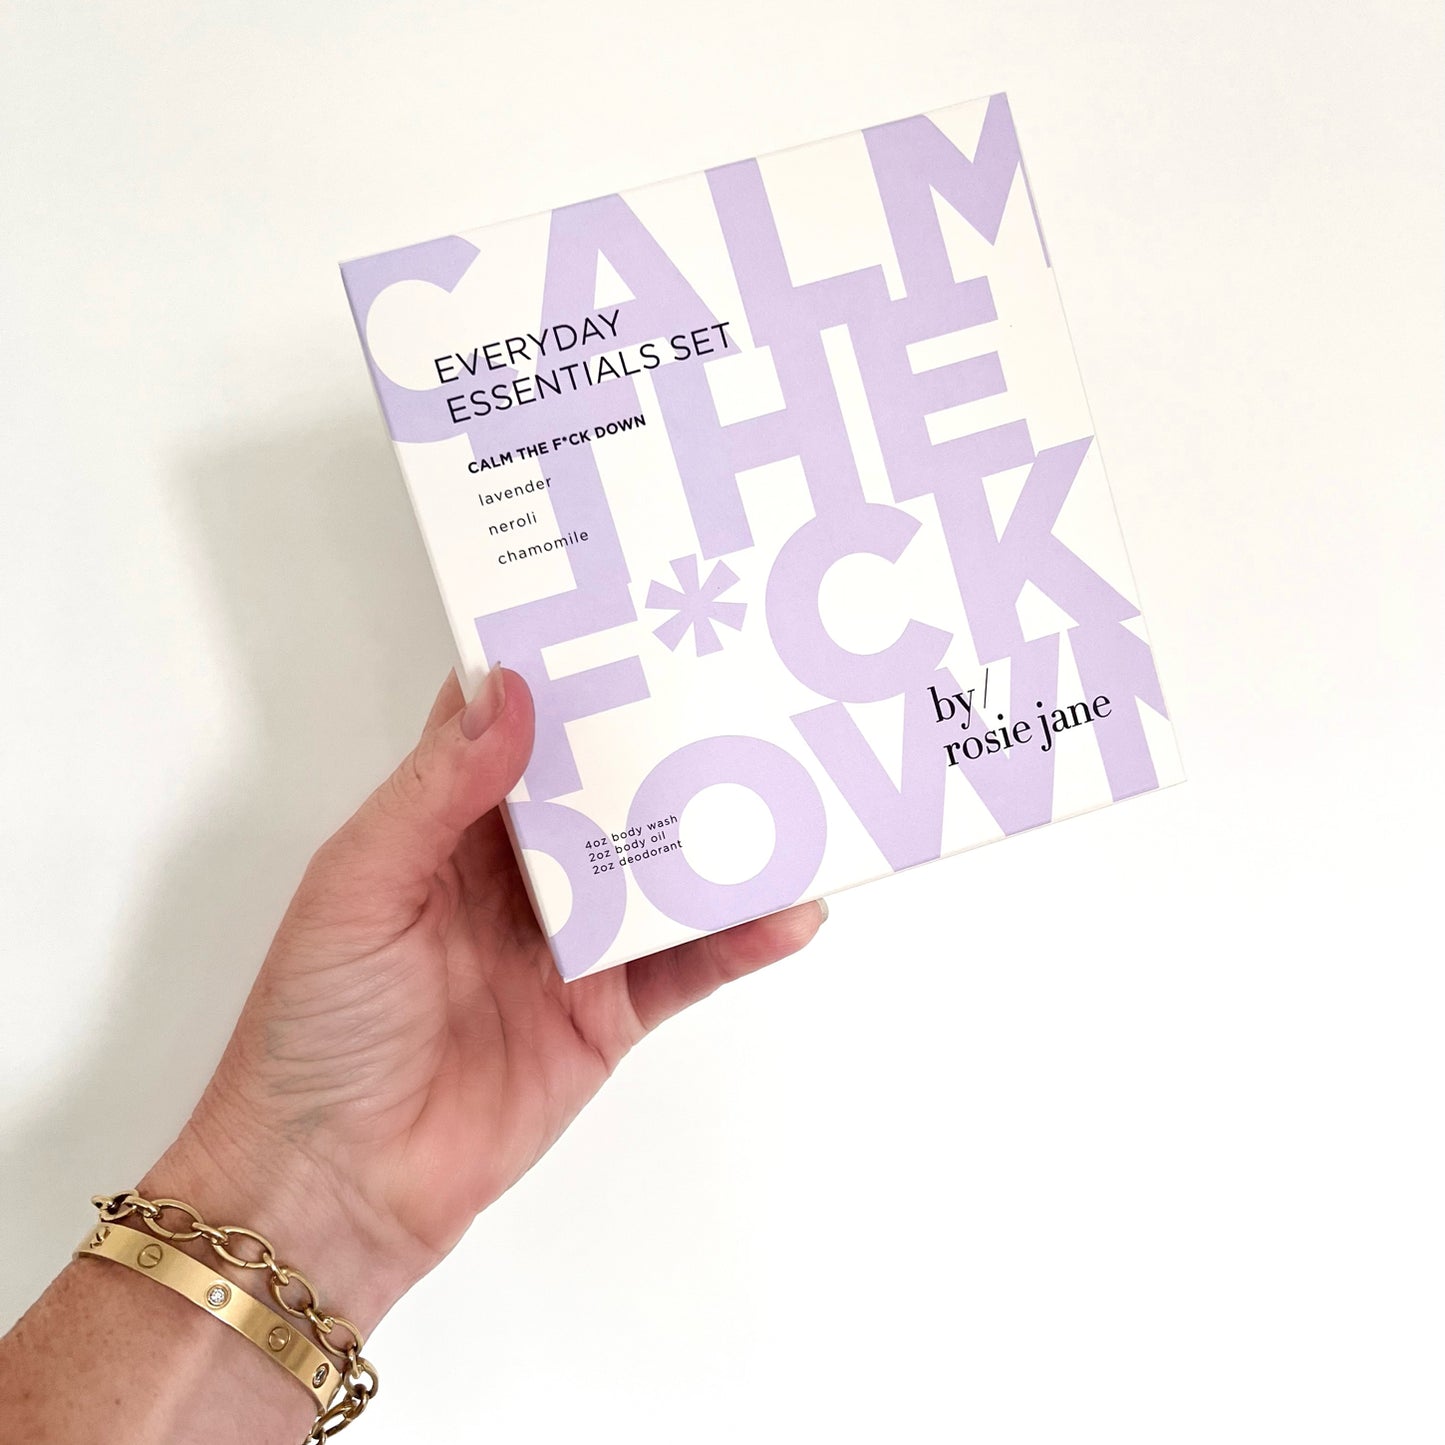 CALM
THE
F*CK
DOWN
EVERYDAY
ESSENTIALS SET
CALM THE F*CK DOWN
lavender
neroli
chamomile
by/
rosie jane
4oz body wash
2oz body oil
2oz deodorant